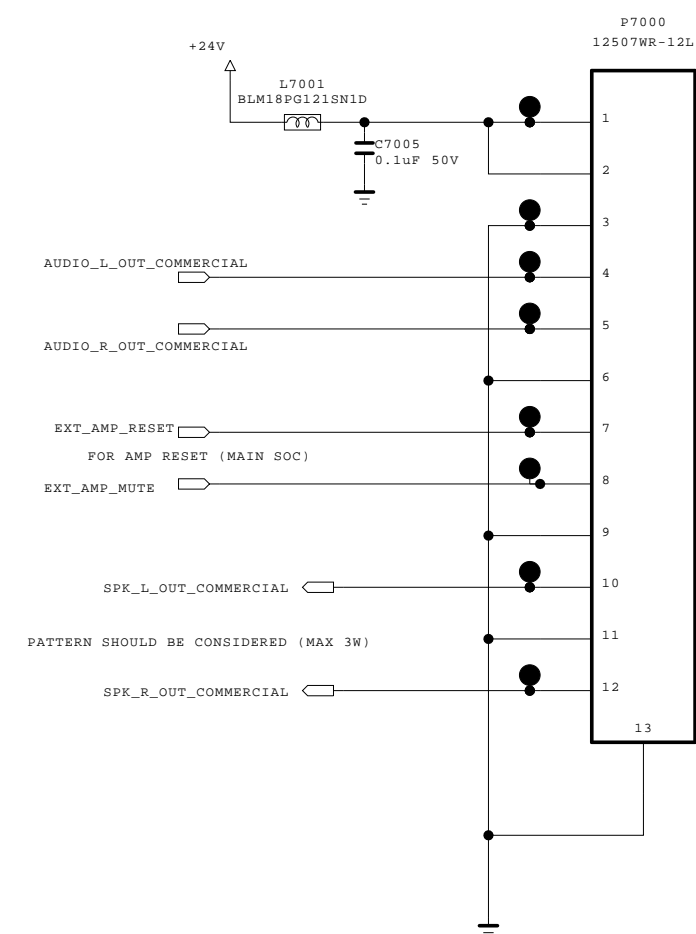 P7000
12507WR-12L
+24V
L7001
BLM18PG121SN1D
1
C7005
0.1uF 50V
2
3
AUDIO_L_OUT_COMMERCIAL
4
5
AUDIO_R_OUT_COMMERCIAL
6
EXT_AMP_RESET
7
FOR AMP RESET (MAIN SOC)
EXT_AMP_MUTE
8
9
SPK_L_OUT_COMMERCIAL
10
PATTERN SHOULD BE CONSIDERED (MAX 3W)
11
SPK_R_OUT_COMMERCIAL
12
13